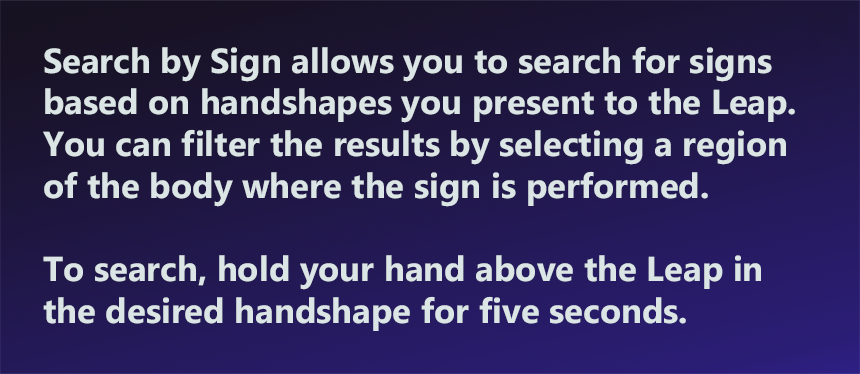 Search by Sign allows you to search for signs
based on handshapes you present to the Leap.
You can filter the results by selecting a region
of the body where the sign is performed.
To search, hold your hand above the Leap in
the desired handshape for five seconds.